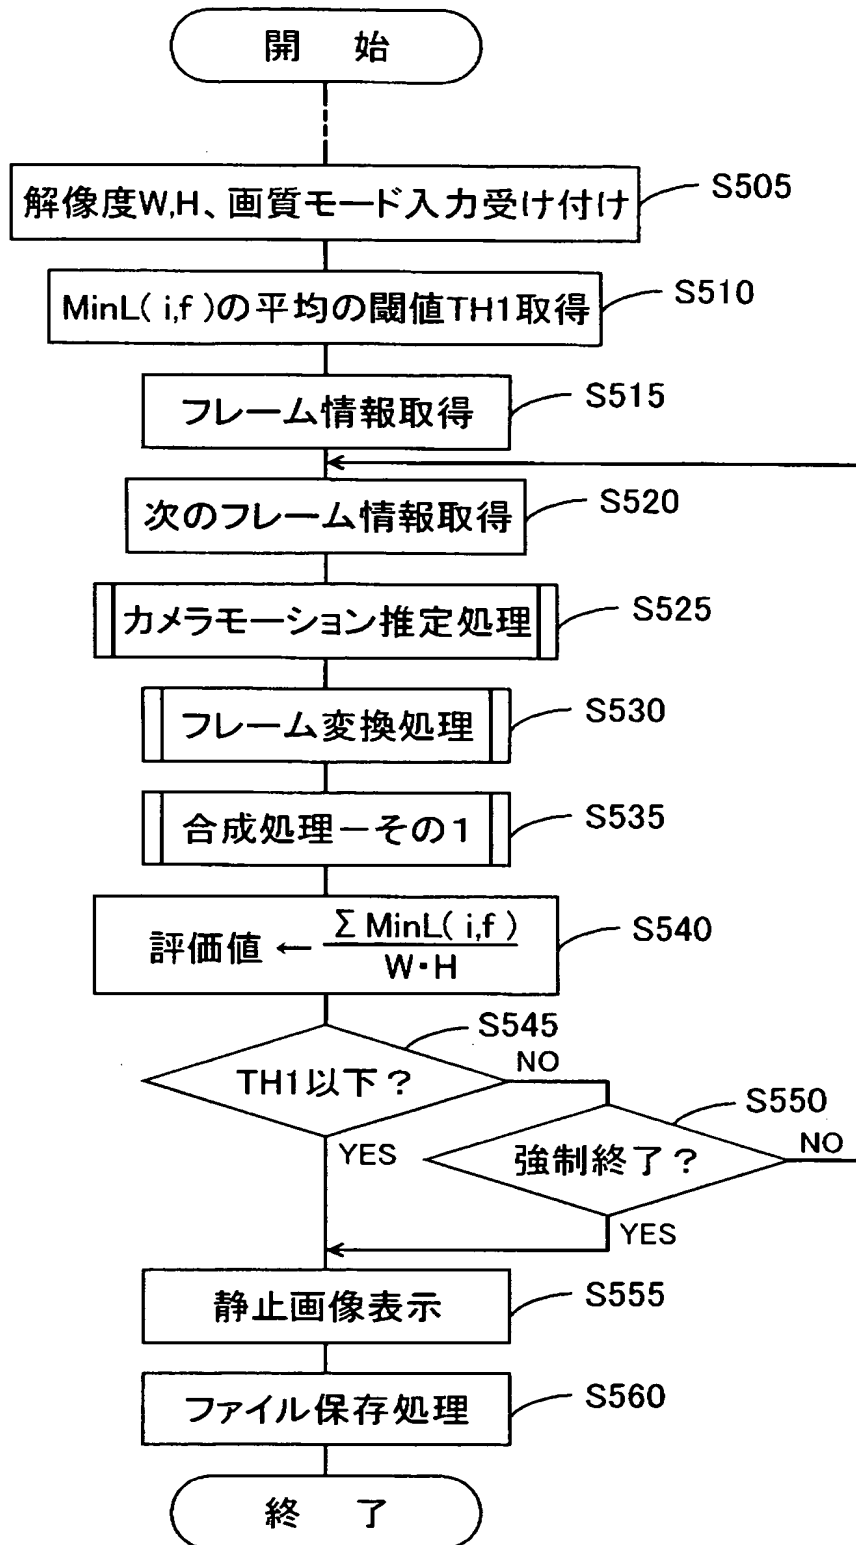 開 始
解像度W,H、画質モード入力受け付け
S505
MinL( i,f )の平均の閾値TH1取得
S510
フレーム情報取得
S515
次のフレーム情報取得
S520
カメラモーション推定処理
S525
フレーム変換処理
S530
合成処理－その１
S535
評価値 ← Σ MinL( i,f )
W・H
S540
S545
TH1以下？
NO
YES
S550
強制終了？
NO
YES
静止画像表示
S555
ファイル保存処理
S560
終 了